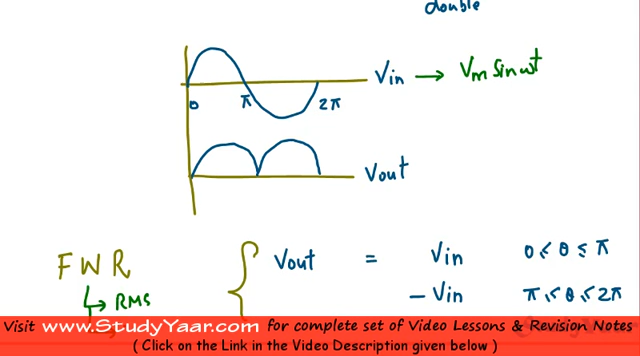 double
Vin → Vm sin ωt
0 π 2π
Vout
FWR
Vout = Vin 0 ≤ θ ≤ π
− Vin π ≤ θ ≤ 2π
↳ RMS
Visit www.StudyYaar.com for complete set of Video Lessons & Revision Notes
( Click on the Link in the Video Description given below )